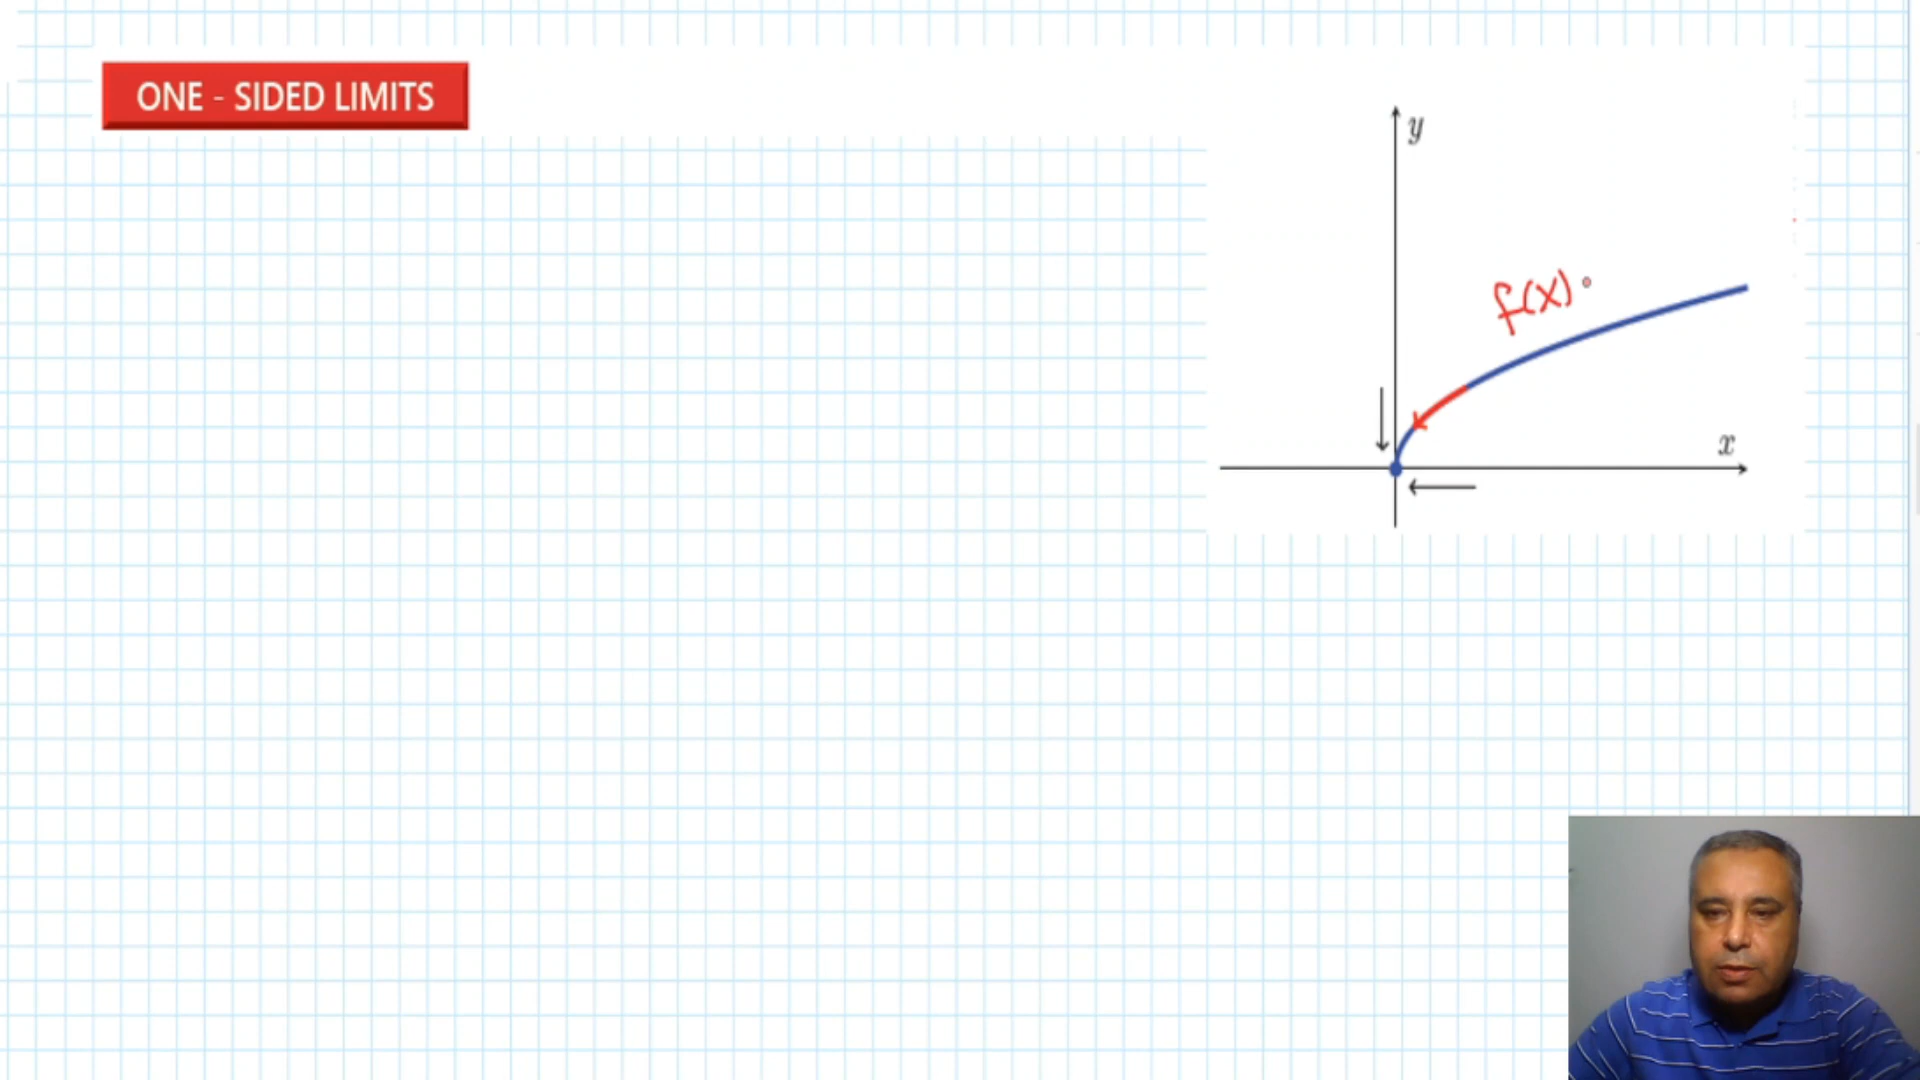 ONE - SIDED LIMITS
y
f(x)
x